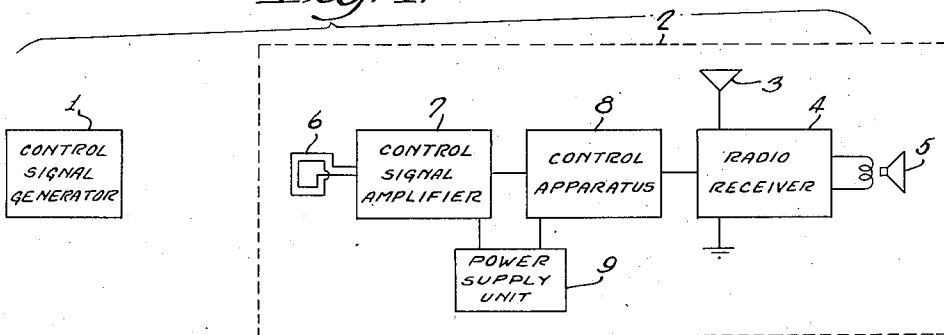 Fig. 1.
2
1
CONTROL
SIGNAL
GENERATOR
6
7
CONTROL
SIGNAL
AMPLIFIER
8
CONTROL
APPARATUS
3
4
RADIO
RECEIVER
5
POWER
SUPPLY
UNIT
9